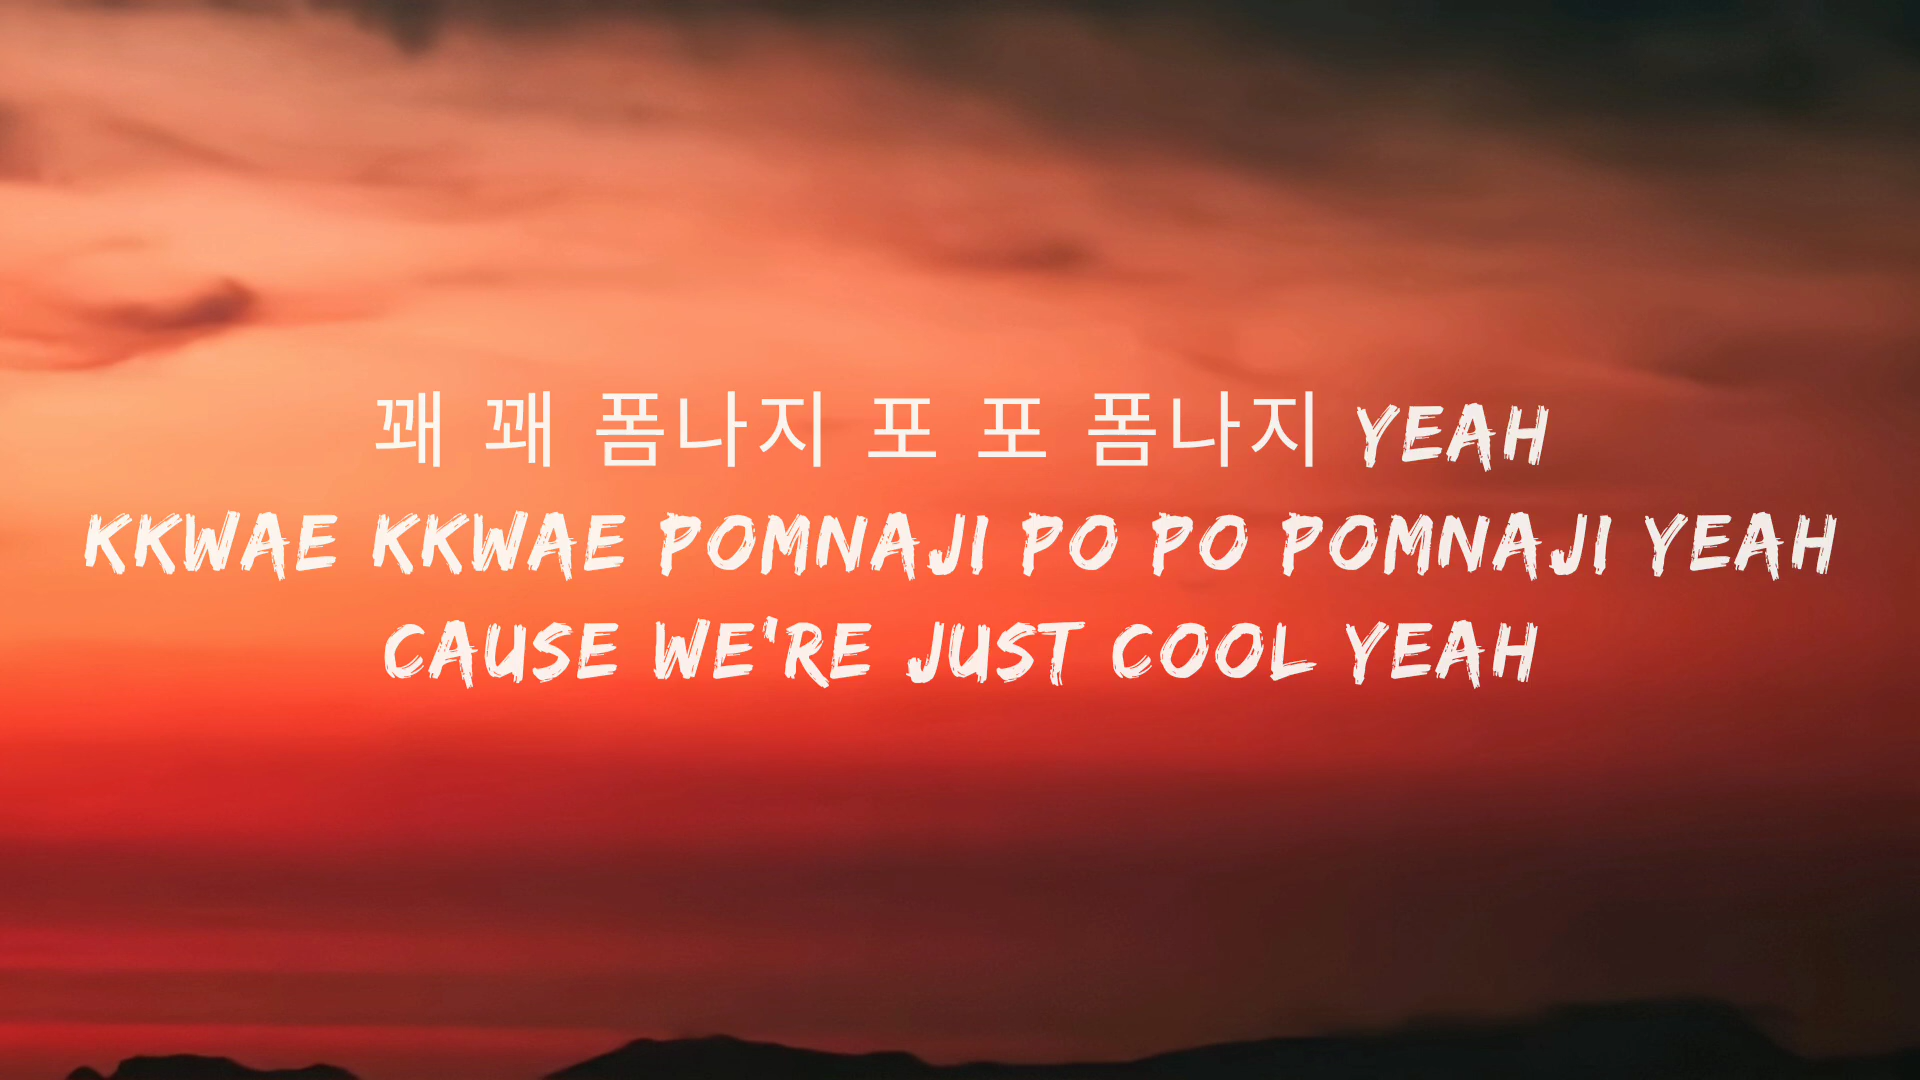 꽤 꽤 폼나지 포 포 폼나지 YEAH
KKWAE KKWAE POMNAJI PO PO POMNAJI YEAH
CAUSE WE'RE JUST COOL YEAH